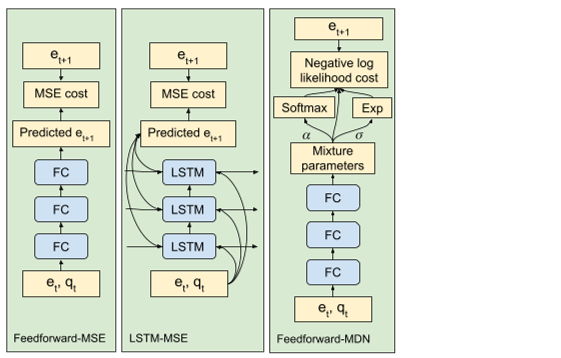 e_{t+1}
MSE cost
Predicted e_{t+1}
FC
FC
FC
e_t, q_t
Feedforward-MSE
e_{t+1}
MSE cost
Predicted e_{t+1}
LSTM
LSTM
LSTM
e_t, q_t
LSTM-MSE
e_{t+1}
Negative log
likelihood cost
Softmax
Exp
α
σ
Mixture
parameters
FC
FC
FC
e_t, q_t
Feedforward-MDN